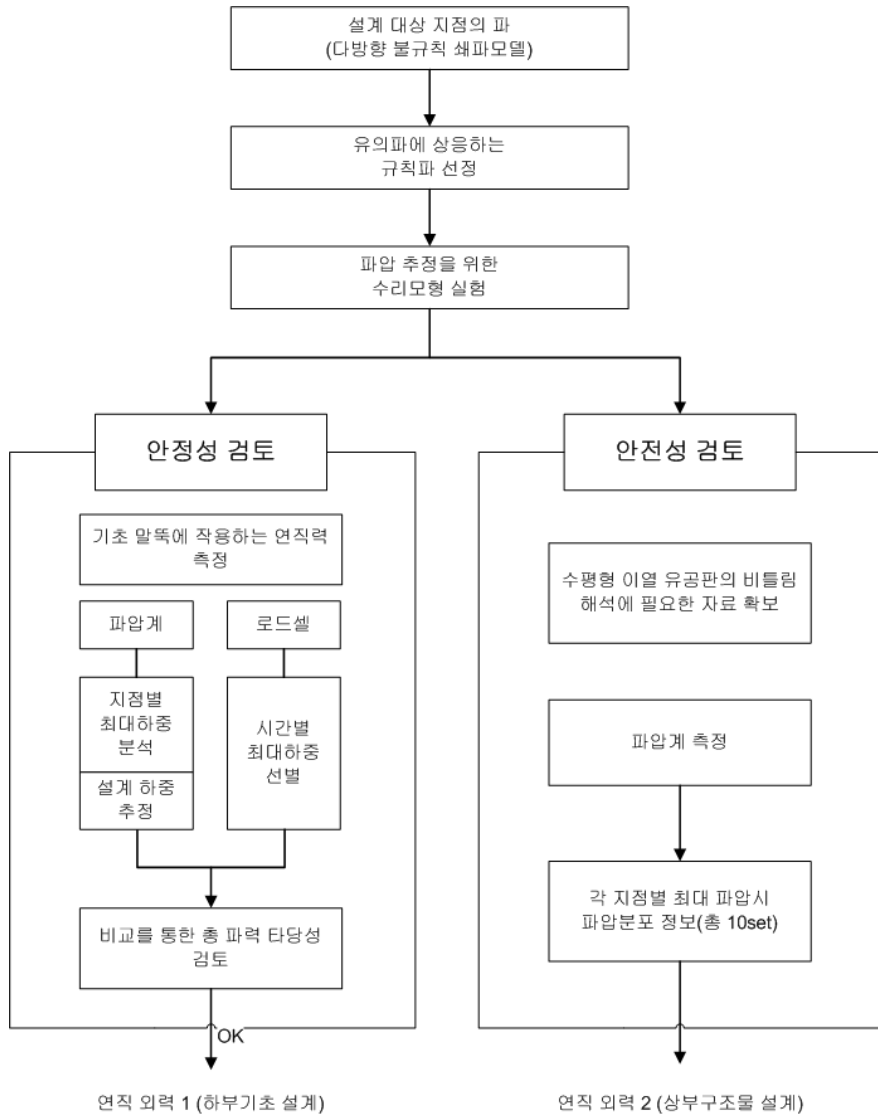 설계 대상 지점의 파
(다방향 불규칙 쇄파모델)
유의파에 상응하는
규칙파 선정
파압 추정을 위한
수리모형 실험
안정성 검토
기초 말뚝에 작용하는 연직력
측정
파압계
로드셀
지점별
최대하중
분석
설계 하중
추정
시간별
최대하중
선별
비교를 통한 총 파력 타당성
검토
OK
연직 외력 1 (하부기초 설계)
안전성 검토
수평형 이열 유공판의 비틀림
해석에 필요한 자료 확보
파압계 측정
각 지점별 최대 파압시
파압분포 정보(총 10set)
연직 외력 2 (상부구조물 설계)